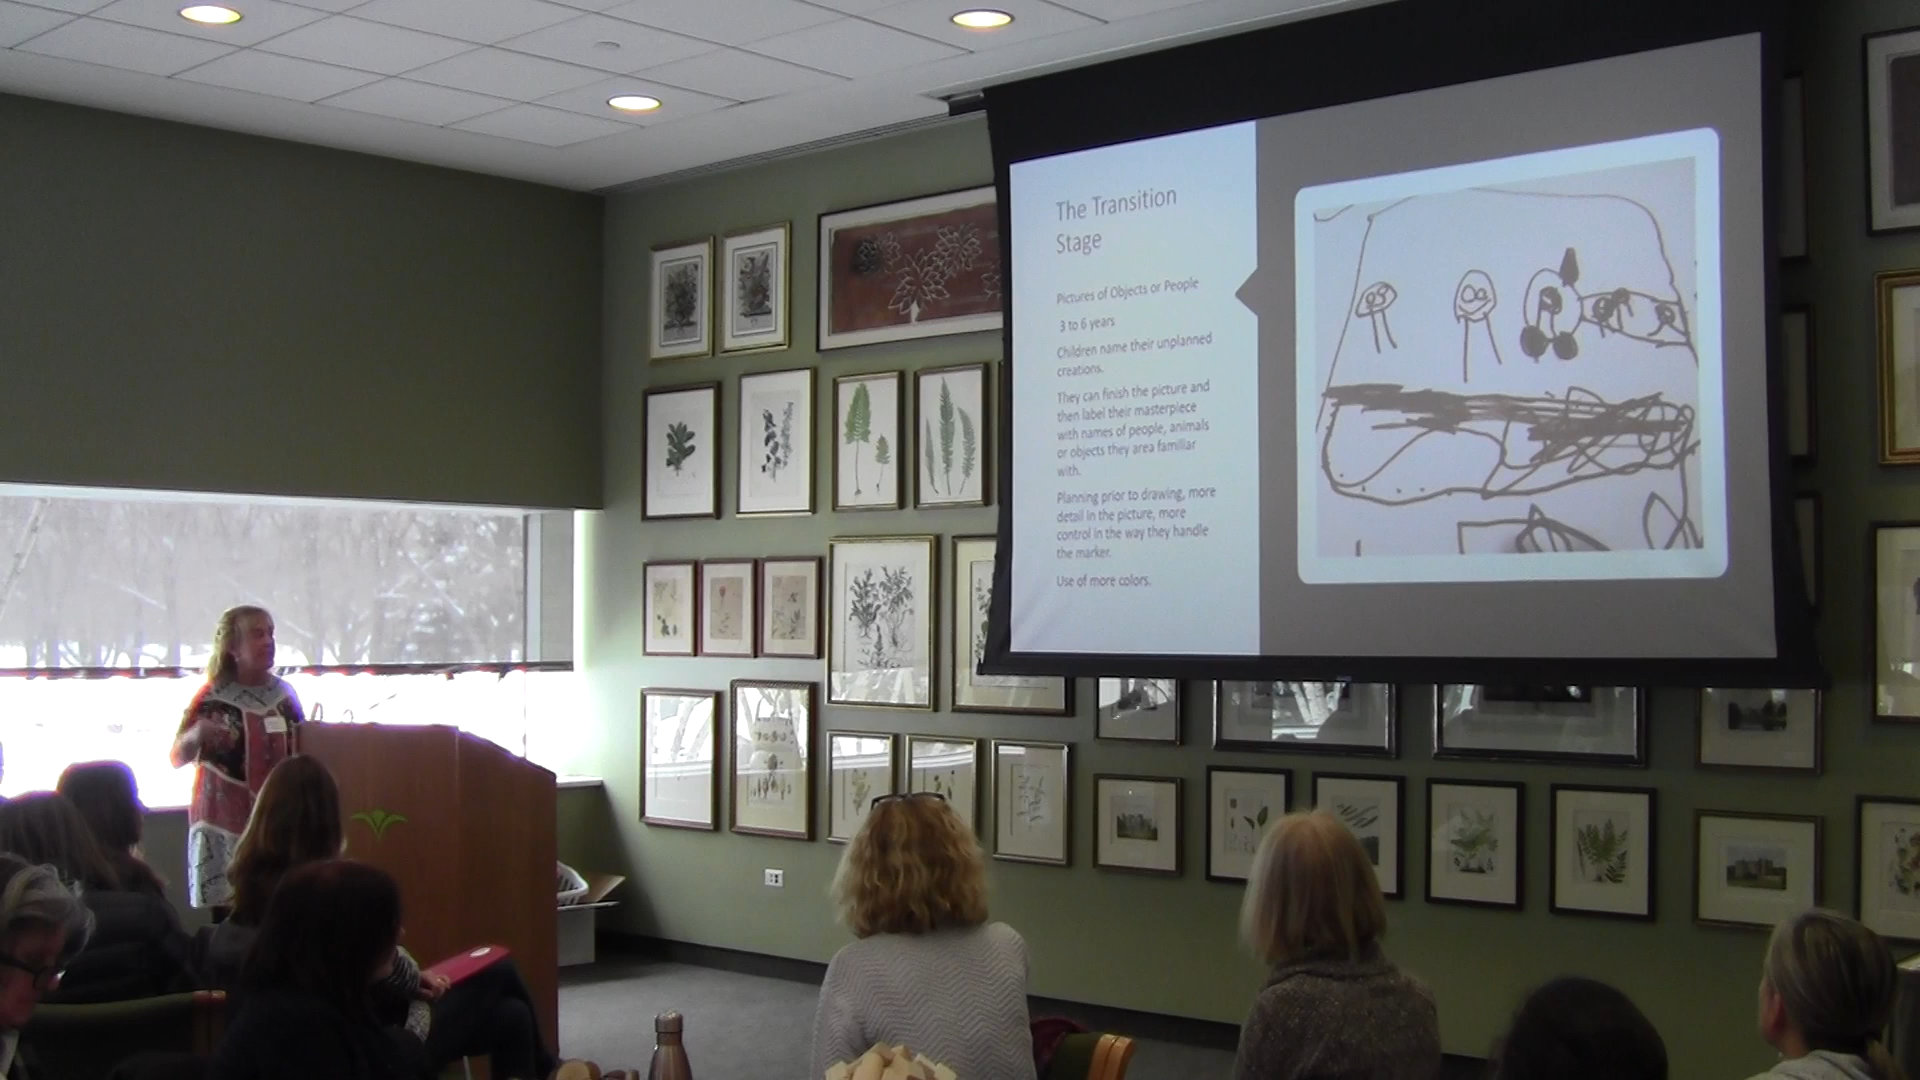 The Transition
Stage
Pictures of Objects or People
3 to 6 years
Children name their unplanned
creations.
They can finish the picture and
then label their masterpiece
with names of people, animals
or objects they area familiar
with.
Planning prior to drawing, more
detail in the picture, more
control in the way they handle
the marker.
Use of more colors.